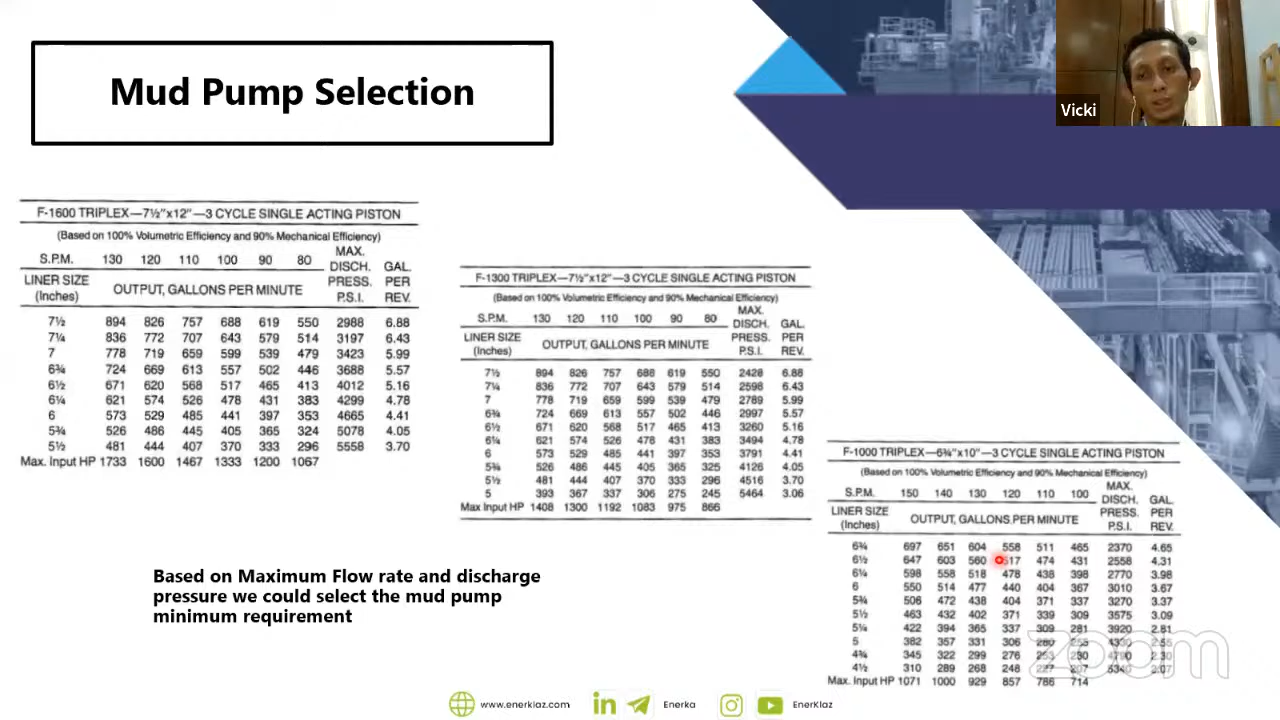 Mud Pump Selection
Vicki
F-1600 TRIPLEX—7½"x12"—3 CYCLE SINGLE ACTING PISTON
(Based on 100% Volumetric Efficiency and 90% Mechanical Efficiency)
S.P.M. 130 120 110 100 90 80 MAX. DISCH. PRESS. P.S.I. GAL. PER REV.
LINER SIZE (Inches) OUTPUT, GALLONS PER MINUTE
7½ 894 826 757 688 619 550 2988 6.88
7¼ 836 772 707 643 579 514 3197 6.43
7 778 719 659 599 539 479 3423 5.99
6¾ 724 669 613 557 502 446 3688 5.57
6½ 671 620 568 517 465 413 4012 5.16
6¼ 621 574 526 478 431 383 4299 4.78
6 573 529 485 441 397 353 4665 4.41
5¾ 526 486 445 405 365 324 5078 4.05
5½ 481 444 407 370 333 296 5558 3.70
Max. Input HP 1733 1600 1467 1333 1200 1067
F-1300 TRIPLEX—7½"x12"—3 CYCLE SINGLE ACTING PISTON
(Based on 100% Volumetric Efficiency and 90% Mechanical Efficiency)
S.P.M. 130 120 110 100 90 80 MAX. DISCH. PRESS. P.S.I. GAL. PER REV.
LINER SIZE (Inches) OUTPUT, GALLONS PER MINUTE
7½ 894 826 757 688 619 550 2428 6.88
7¼ 836 772 707 643 579 514 2598 6.43
7 778 719 659 599 539 479 2789 5.99
6¾ 724 669 613 557 502 446 2997 5.57
6½ 671 620 568 517 465 413 3260 5.16
6¼ 621 574 526 478 431 383 3494 4.78
6 573 529 485 441 397 353 3791 4.41
5¾ 526 486 445 405 365 325 4126 4.05
5½ 481 444 407 370 333 296 4516 3.70
5 393 367 337 306 275 245 5464 3.06
Max Input HP 1408 1300 1192 1083 975 866
F-1000 TRIPLEX—6¾"x10"—3 CYCLE SINGLE ACTING PISTON
(Based on 100% Volumetric Efficiency and 90% Mechanical Efficiency)
S.P.M. 150 140 130 120 110 100 MAX. DISCH. PRESS. P.S.I. GAL. PER REV.
LINER SIZE (Inches) OUTPUT, GALLONS PER MINUTE
6¾ 697 651 604 558 511 465 2370 4.65
6½ 647 603 560 517 474 431 2558 4.31
6¼ 598 558 518 478 438 398 2770 3.98
6 550 514 477 440 404 367 3010 3.67
5¾ 506 472 438 404 371 337 3270 3.37
5½ 463 432 402 371 339 309 3575 3.09
5¼ 422 394 365 337 309 281 3920 2.81
5 382 357 331 306 280
4¾ 345 322 299 276
4½ 310 289 268 248
Max. Input HP 1071 1000 929 857 786 714
Based on Maximum Flow rate and discharge
pressure we could select the mud pump
minimum requirement
zoom
www.enerklaz.com Enerka EnerKlaz